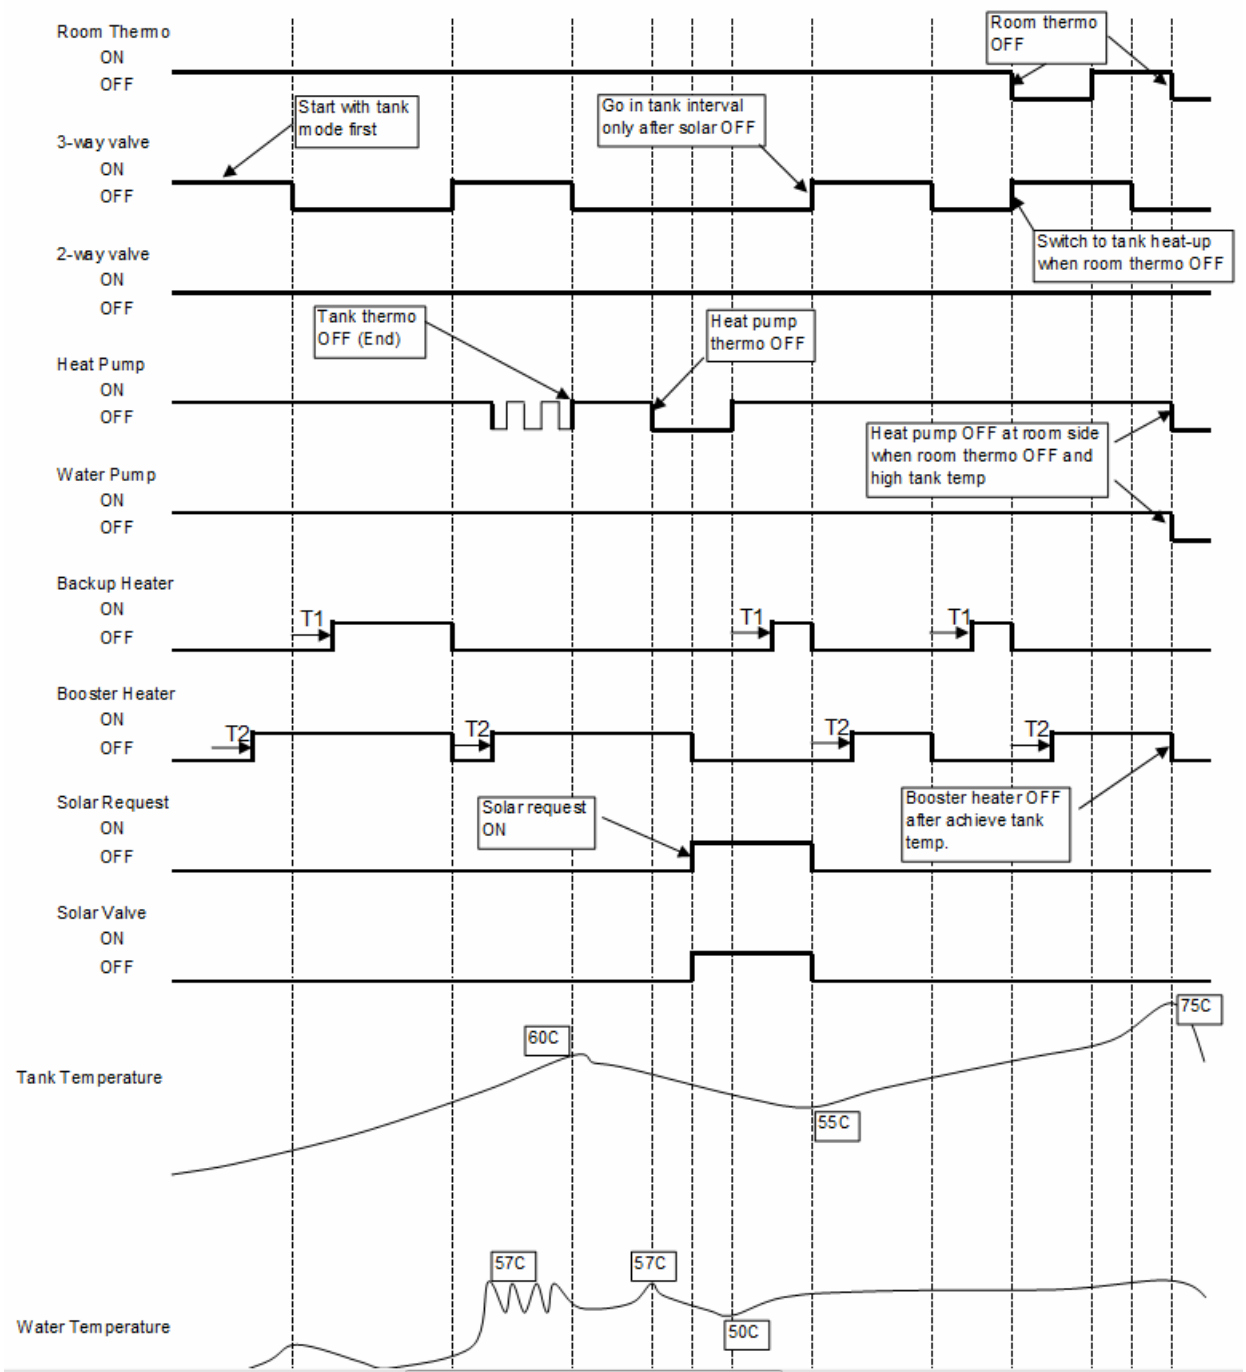 Room Thermo
ON
OFF
Room thermo
OFF
Start with tank
mode first
Go in tank interval
only after solar OFF
3-way valve
ON
OFF
Switch to tank heat-up
when room thermo OFF
2-way valve
ON
OFF
Tank thermo
OFF (End)
Heat pump
thermo OFF
Heat Pump
ON
OFF
Heat pump OFF at room side
when room thermo OFF and
high tank temp
Water Pump
ON
OFF
Backup Heater
ON
OFF
T1
T1
T1
Booster Heater
ON
OFF
T2
T2
T2
T2
Solar Request
ON
OFF
Solar request
ON
Booster heater OFF
after achieve tank
temp.
Solar Valve
ON
OFF
75C
60C
Tank Temperature
55C
57C
57C
Water Temperature
50C